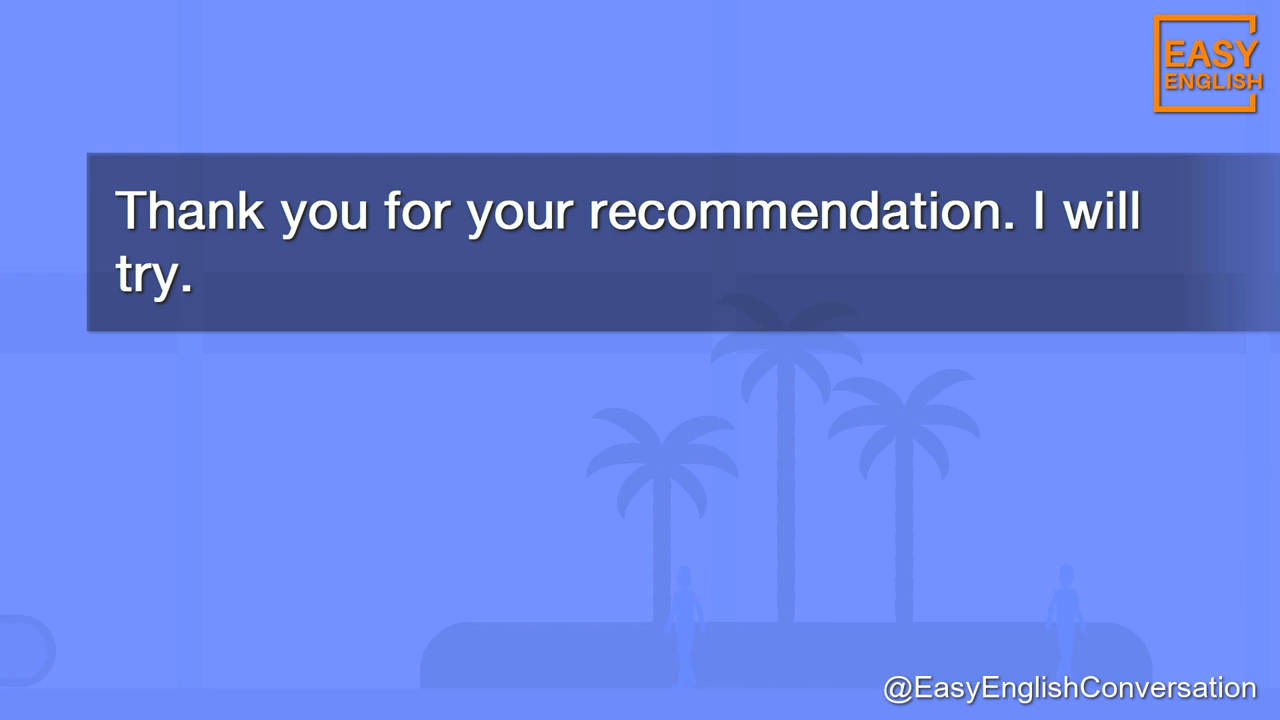 EASY
ENGLISH
Thank you for your recommendation. I will
try.
@EasyEnglishConversation